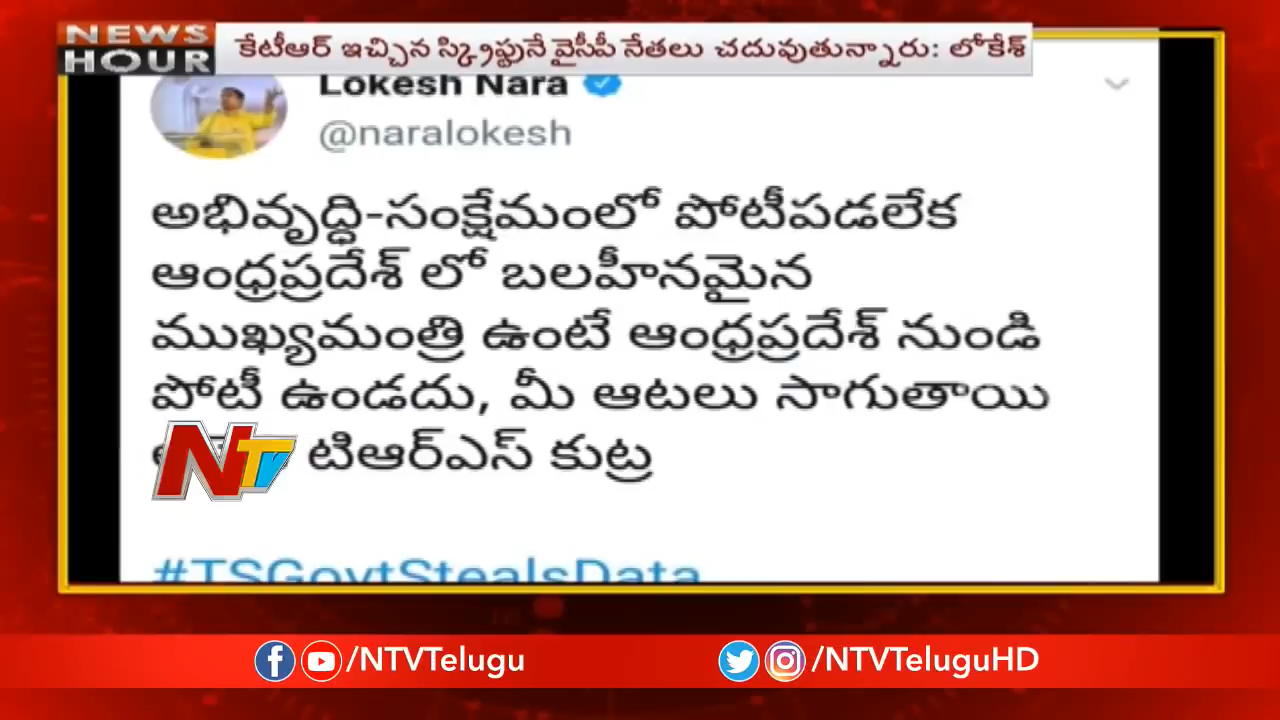 NEWS
HOUR
కేటీఆర్ ఇచ్చిన స్క్రిప్టునే వైసీపీ నేతలు చదువుతున్నారు: లోకేశ్
Lokesh Nara
@naralokesh
అభివృద్ధి-సంక్షేమంలో పోటీపడలేక
ఆంధ్రప్రదేశ్ లో బలహీనమైన
ముఖ్యమంత్రి ఉంటే ఆంధ్రప్రదేశ్ నుండి
పోటీ ఉండదు, మీ ఆటలు సాగుతాయి
NTV టిఆర్ఎస్ కుట్ర
#TSGovtStealsData
/NTVTelugu
/NTVTeluguHD